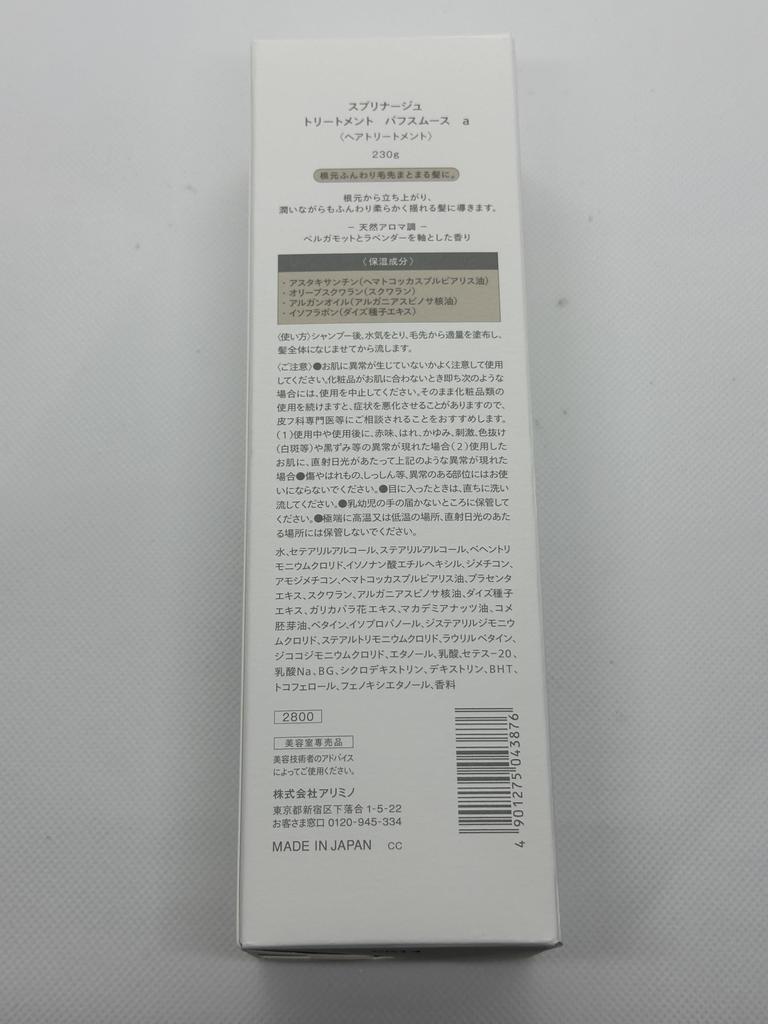 スプリナージュ
トリートメント パフスムース a
〈ヘアトリートメント〉
230g
根元ふんわり毛先まとまる髪に。
根元から立ち上がり、
潤いながらもふんわり柔らかく揺れる髪に導きます。
− 天然アロマ調 −
ベルガモットとラベンダーを軸とした香り
〈保湿成分〉
・アスタキサンチン(ヘマトコッカスプルビアリス油)
・オリーブスクワラン(スクワラン)
・アルガンオイル(アルガニアスピノサ核油)
・イソフラボン(ダイズ種子エキス)
〈使い方〉シャンプー後、水気をとり、毛先から適量を塗布し、
髪全体になじませてから流します。
〈ご注意〉●お肌に異常が生じていないかよく注意して使用
してください。化粧品がお肌に合わないとき即ち次のような
場合には、使用を中止してください。そのまま化粧品類の
使用を続けますと、症状を悪化させることがありますので、
皮フ科専門医等にご相談されることをおすすめします。
(1)使用中や使用後に、赤味、はれ、かゆみ、刺激、色抜け
(白斑等)や黒ずみ等の異常が現れた場合(2)使用した
お肌に、直射日光があたって上記のような異常が現れた
場合●傷やはれもの、しっしん等、異常のある部位にはお使
いにならないでください。●目に入ったときは、直ちに洗い
流してください。●乳幼児の手の届かないところに保管して
ください。●極端に高温又は低温の場所、直射日光のあた
る場所には保管しないでください。
水、セテアリルアルコール、ステアリルアルコール、ベヘントリ
モニウムクロリド、イソノナン酸エチルヘキシル、ジメチコン、
アモジメチコン、ヘマトコッカスプルビアリス油、プラセンタ
エキス、スクワラン、アルガニアスピノサ核油、ダイズ種子
エキス、ガリカバラ花エキス、マカデミアナッツ油、コメ
胚芽油、ベタイン、イソプロパノール、ジステアリルジモニウ
ムクロリド、ステアルトリモニウムクロリド、ラウリルベタイン、
ジココジモニウムクロリド、エタノール、乳酸、セテス−20、
乳酸Na、BG、シクロデキストリン、デキストリン、BHT、
トコフェロール、フェノキシエタノール、香料
2800
美容室専売品
美容技術者のアドバイス
によってご使用ください。
株式会社アリミノ
東京都新宿区下落合 1-5-22
お客さま窓口 0120-945-334
MADE IN JAPAN CC
4 901275 043876